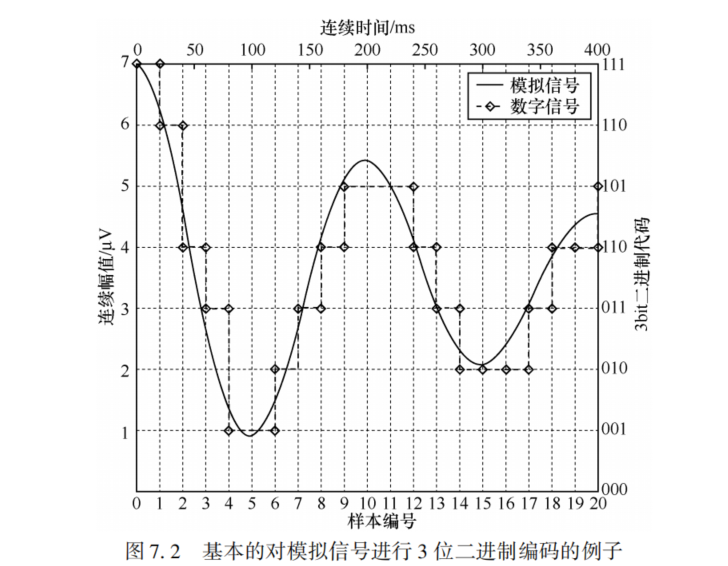 连续时间/ms
0 50 100 150 200 250 300 350 400
模拟信号
数字信号
连续幅值/μV
7
6
5
4
3
2
1
111
110
101
110
011
010
001
000
3bit二进制代码
0 1 2 3 4 5 6 7 8 9 10 11 12 13 14 15 16 17 18 19 20
样本编号
图 7.2 基本的对模拟信号进行 3 位二进制编码的例子